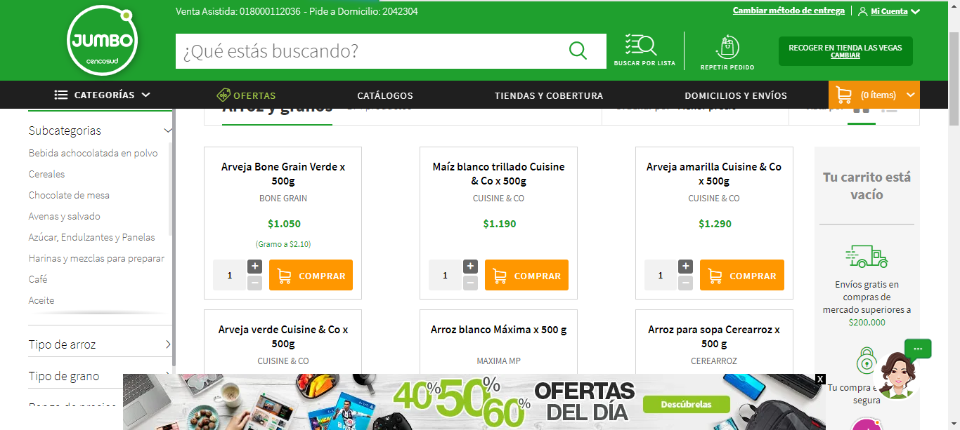 Venta Asistida: 018000112036 - Pide a Domicilio: 2042304
Cambiar método de entrega
Mi Cuenta
JUMBO
cencosud
¿Qué estás buscando?
BUSCAR POR LISTA
REPETIR PEDIDO
RECOGER EN TIENDA LAS VEGAS
CAMBIAR
CATEGORÍAS
OFERTAS
CATÁLOGOS
TIENDAS Y COBERTURA
DOMICILIOS Y ENVÍOS
(0 ítems)
Arroz y granos
Subcategorias
Bebida achocolatada en polvo
Cereales
Chocolate de mesa
Avenas y salvado
Azúcar, Endulzantes y Panelas
Harinas y mezclas para preparar
Café
Aceite
Tipo de arroz
Tipo de grano
Arveja Bone Grain Verde x
500g
BONE GRAIN
$1.050
(Gramo a $2.10)
1
COMPRAR
Maíz blanco trillado Cuisine
& Co x 500g
CUISINE & CO
$1.190
1
COMPRAR
Arveja amarilla Cuisine & Co
x 500g
CUISINE & CO
$1.290
1
COMPRAR
Arveja verde Cuisine & Co x
500g
CUISINE & CO
Arroz blanco Máxima x 500 g
MAXIMA MP
Arroz para sopa Cerearroz x
500 g
CEREARROZ
Tu carrito está
vacío
Envíos gratis en
compras de
mercado superiores a
$200.000
Tu compra e
segura
40% 50% 60%
OFERTAS
DEL DÍA
Descúbrelas
X